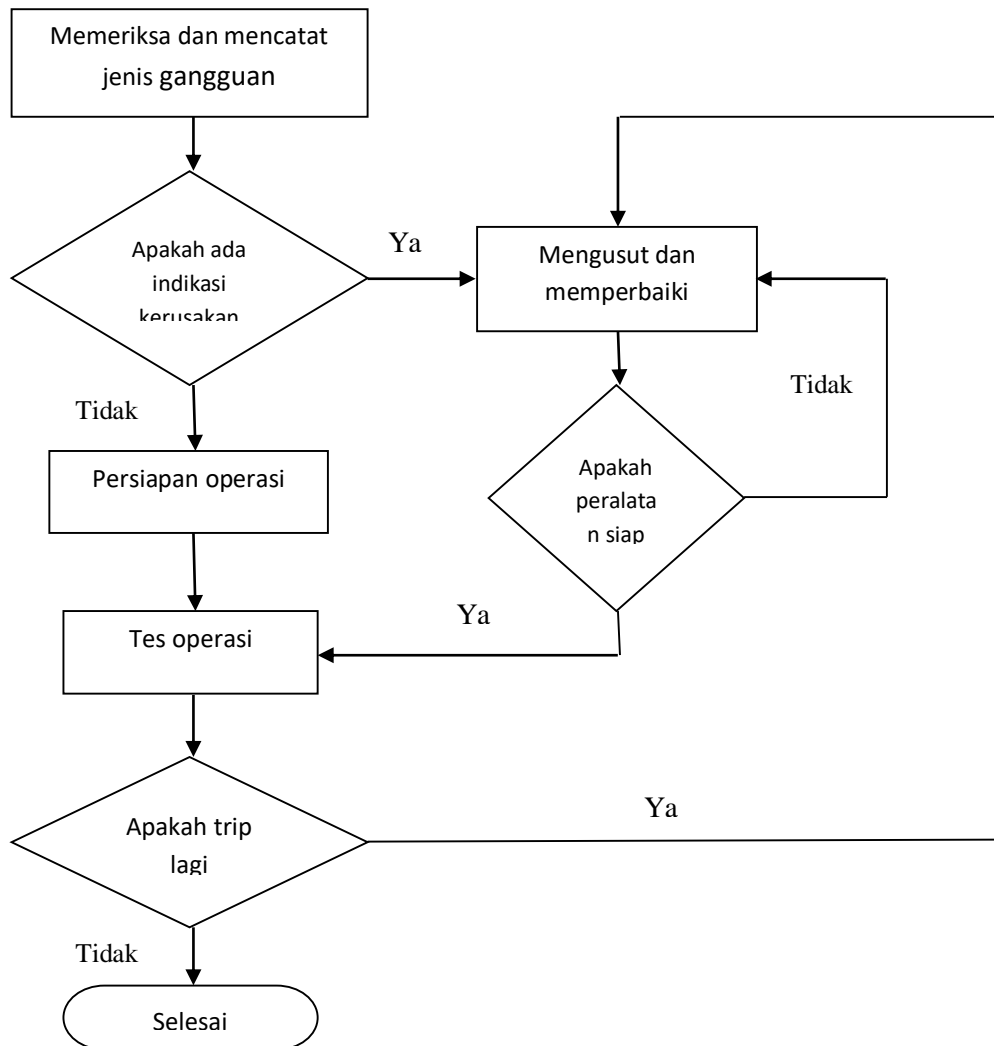 Memeriksa dan mencatat
jenis gangguan
Apakah ada
indikasi
kerusakan
Ya
Mengusut dan
memperbaiki
Tidak
Tidak
Persiapan operasi
Apakah
peralata
n siap
Ya
Tes operasi
Apakah trip
lagi
Ya
Tidak
Selesai